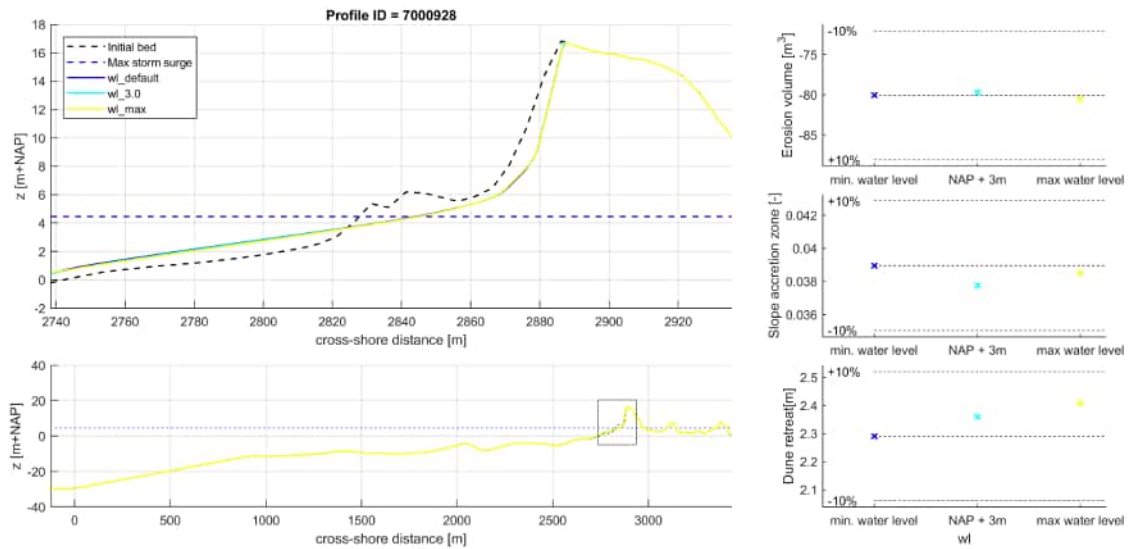 Profile ID = 7000928
18
16
14
12
10
8
6
4
2
0
-2
z [m+NAP]
Initial bed
Max storm surge
wl_default
wl_3.0
wl_max
2740
2760
2780
2800
2820
2840
2860
2880
2900
2920
cross-shore distance [m]
40
20
0
-20
-40
z [m+NAP]
0
500
1000
1500
2000
2500
3000
cross-shore distance [m]
Erosion volume [m³]
-75
-80
-85
-10%
+10%
min. water level
NAP + 3m
max water level
Slope accretion zone [-]
0.042
0.04
0.038
0.036
+10%
-10%
min. water level
NAP + 3m
max water level
Dune retreat[m]
2.5
2.4
2.3
2.2
2.1
+10%
-10%
min. water level
NAP + 3m
max water level
wl